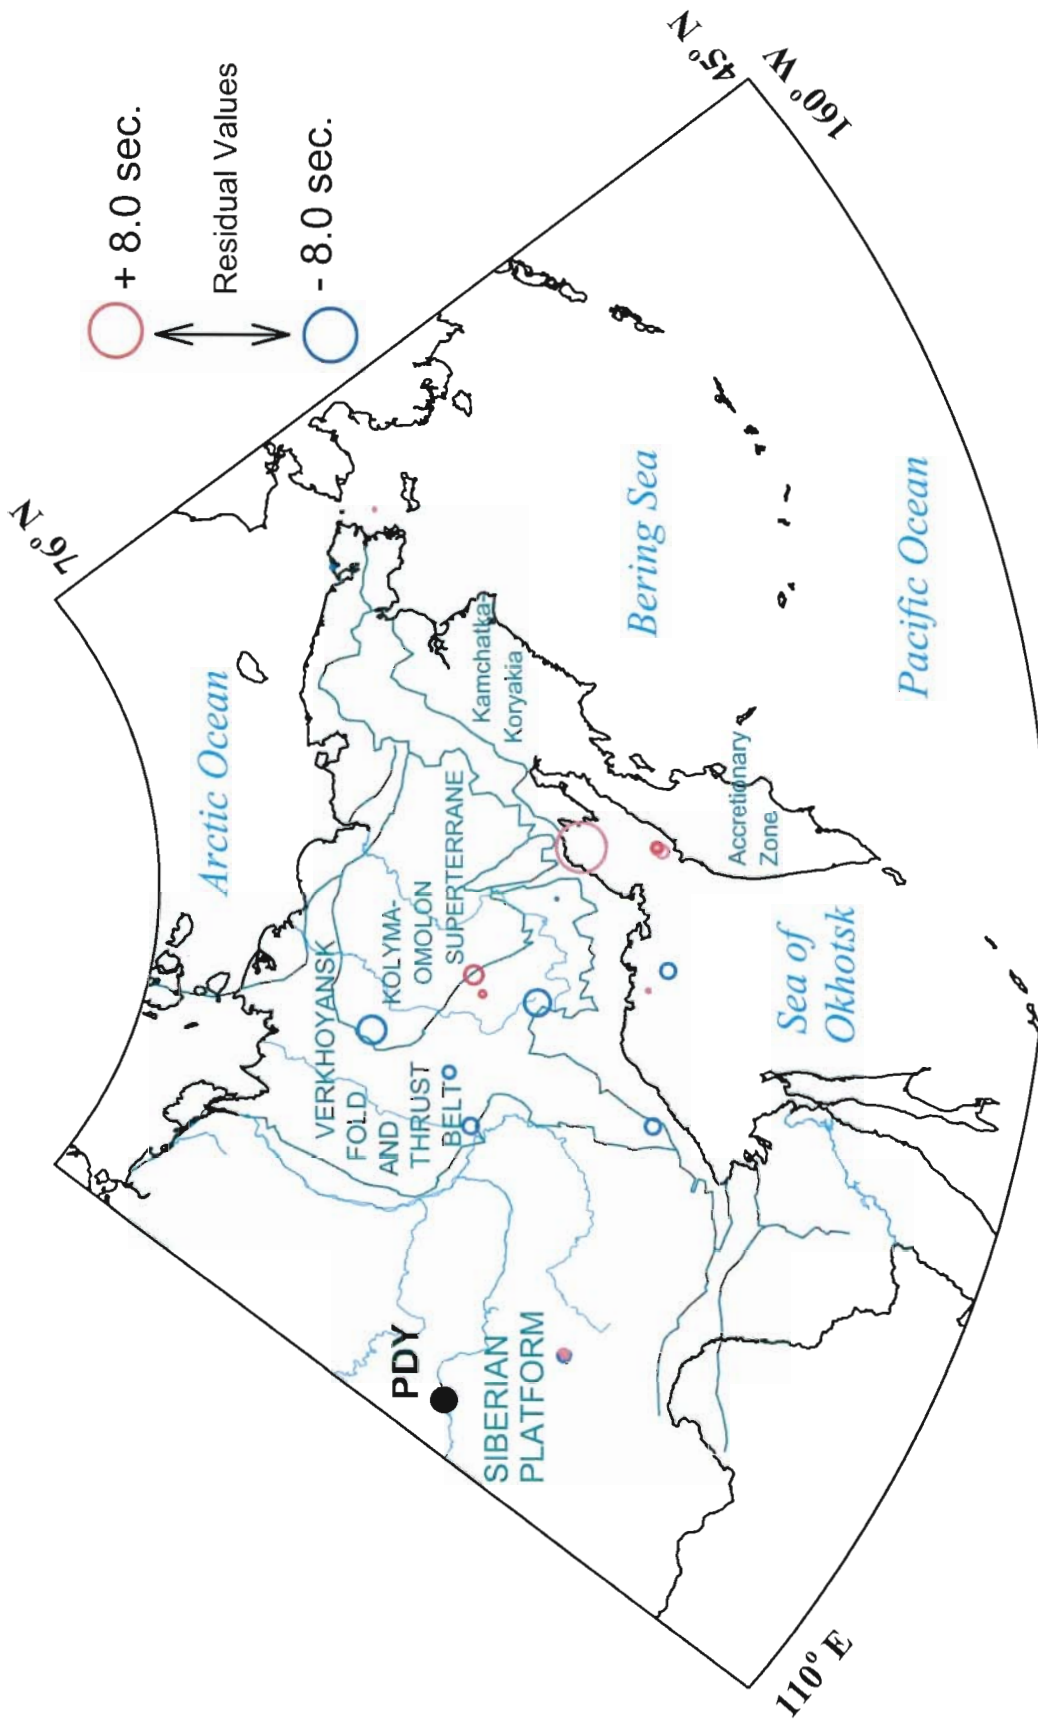 + 8.0 sec.
Residual Values
- 8.0 sec.
76° N
45° N
160° W
110° E
Arctic Ocean
Bering Sea
Pacific Ocean
Sea of
Okhotsk
VERKHOYANSK
FOLD
AND
THRUST
BELT
KOLYMA-
OMOLON
SUPERTERRANE
Kamchatka-
Koryakia
Accretionary
Zone
PDY
SIBERIAN
PLATFORM